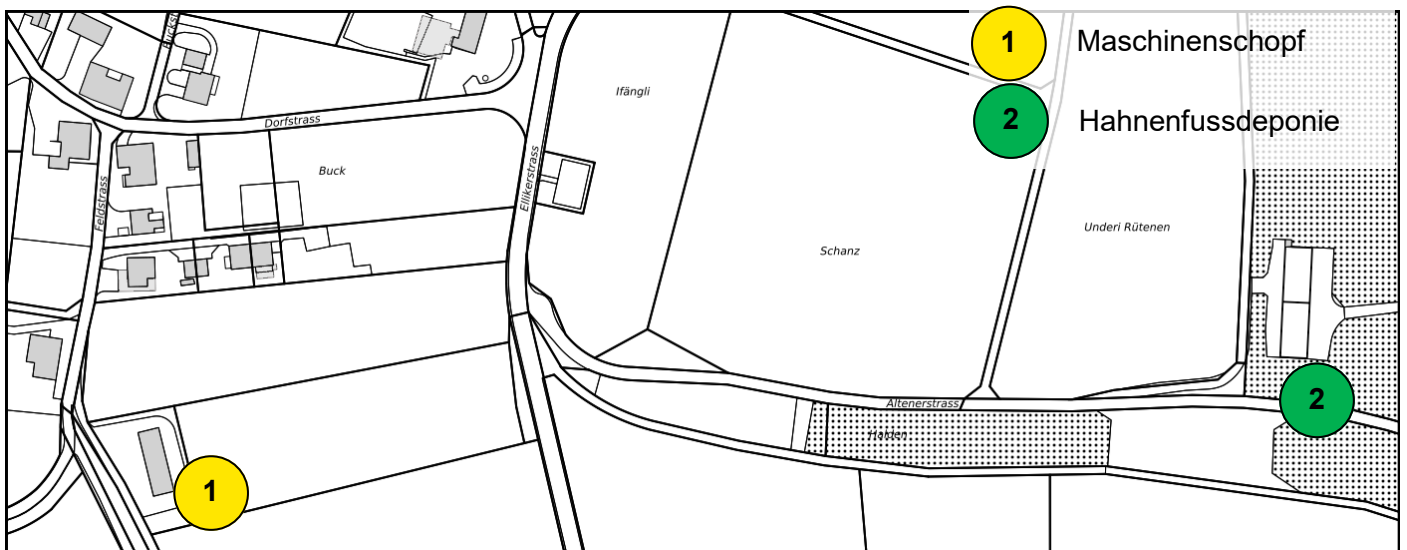 1 Maschinenschopf
2 Hahnenfussdeponie
Ifängli
Dorfstrass
Buck
Ellikerstrass
Feldstrass
Schanz
Underi Rütenen
Altenerstrass
Halden
2
1